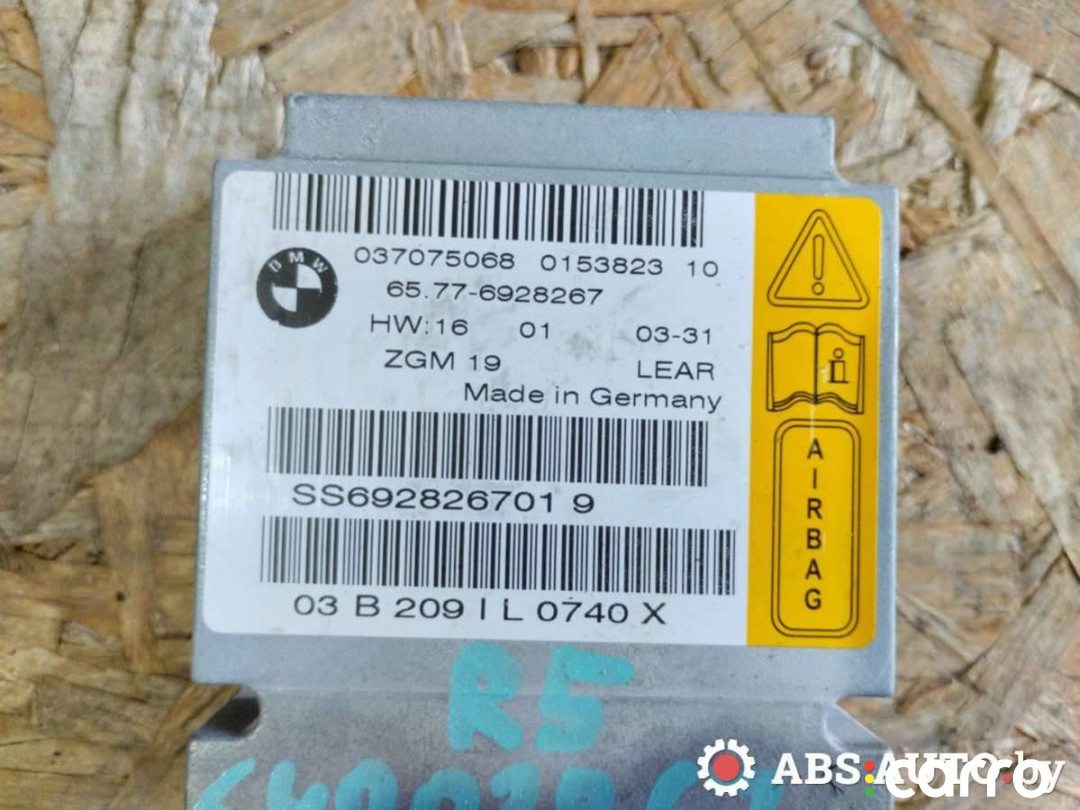 BMW
037075068 0153823 10
65.77-6928267
HW:16 01 03-31
ZGM 19 LEAR
Made in Germany
SS692826701 9
03 B 209 I L 0740 X
AIRBAG
R5
ABS-AUTO.by
carro